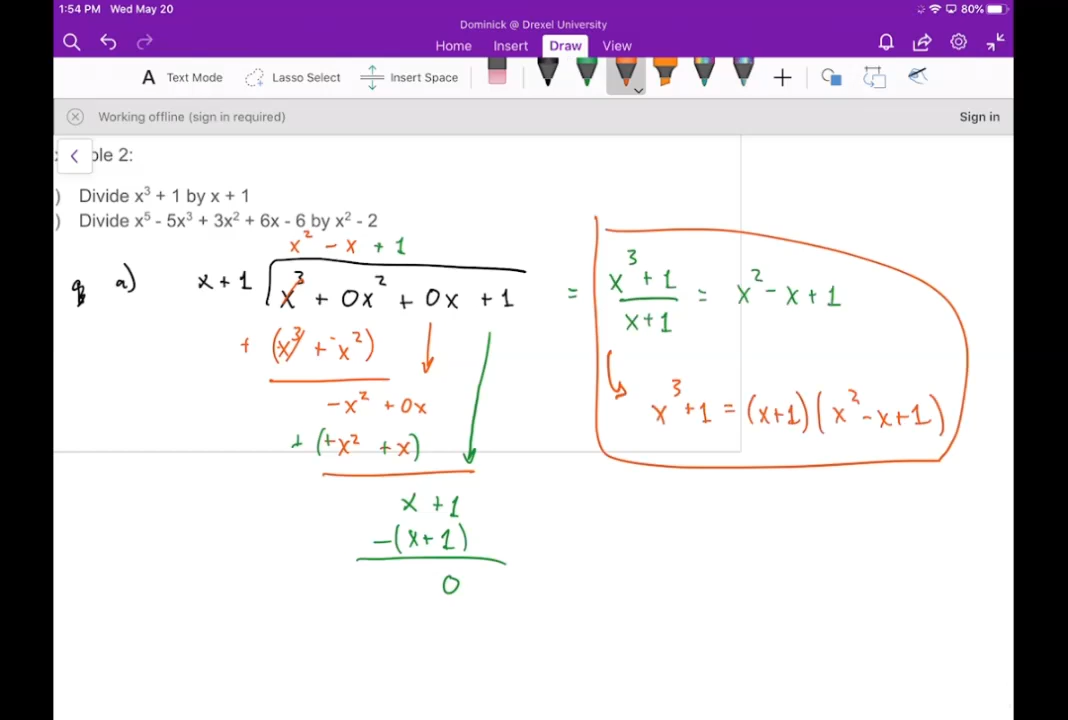 1:54 PM Wed May 20
80%
Dominick @ Drexel University
Home Insert Draw View
Text Mode Lasso Select Insert Space
Working offline (sign in required) Sign in
ple 2:
) Divide x³ + 1 by x + 1
) Divide x⁵ - 5x³ + 3x² + 6x - 6 by x² - 2
x² - x + 1
a) x + 1 x³ + 0x² + 0x + 1
+ (x³ + - x²)
-x² + 0x
+ (+x² + x)
x + 1
-(x + 1)
0
= x³ + 1
x + 1
= x² - x + 1
x³ + 1 = (x+1)(x² - x + 1)